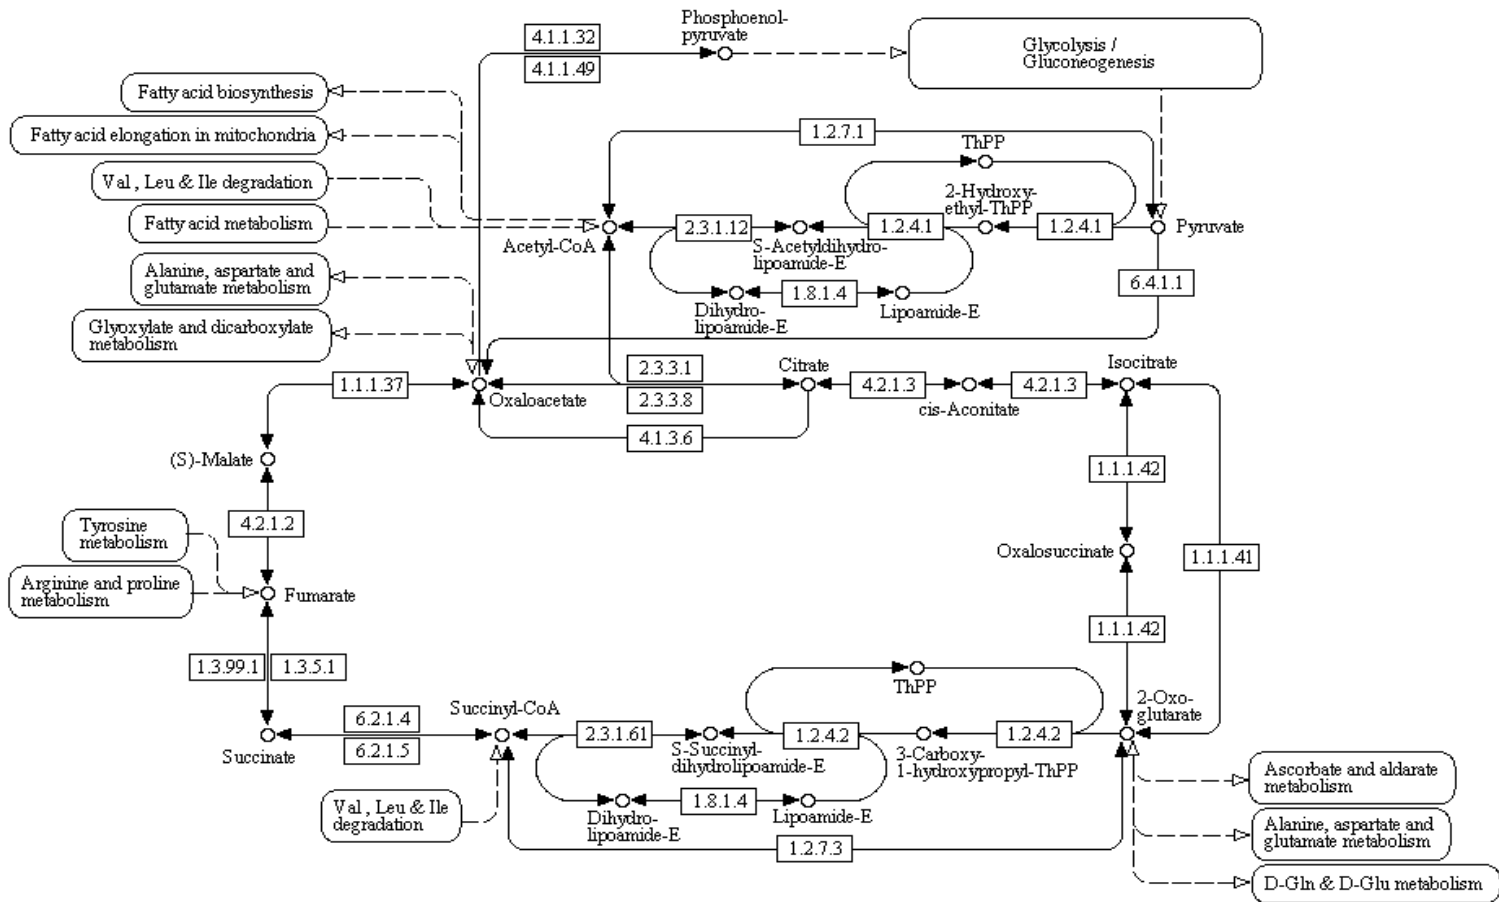 Phosphoenol-
pyruvate
4.1.1.32
4.1.1.49
Glycolysis /
Gluconeogenesis
Fatty acid biosynthesis
Fatty acid elongation in mitochondria
Val , Leu & Ile degradation
Fatty acid metabolism
1.2.7.1
ThPP
2-Hydroxy-
ethyl-ThPP
Acetyl-CoA
2.3.1.12
S-Acetyldihydro-
lipoamide-E
1.2.4.1
1.2.4.1
Pyruvate
Alanine, aspartate and
glutamate metabolism
Glyoxylate and dicarboxylate
metabolism
1.8.1.4
Dihydro-
lipoamide-E
Lipoamide-E
6.4.1.1
1.1.1.37
Oxaloacetate
2.3.3.1
2.3.3.8
4.1.3.6
Citrate
4.2.1.3
cis-Aconitate
4.2.1.3
Isocitrate
(S)-Malate
1.1.1.42
4.2.1.2
Tyrosine
metabolism
Arginine and proline
metabolism
Fumarate
Oxalosuccinate
1.1.1.41
1.1.1.42
1.3.99.1
1.3.5.1
ThPP
Succinate
6.2.1.4
6.2.1.5
Succinyl-CoA
2.3.1.61
S-Succinyl-
dihydrolipoamide-E
1.2.4.2
3-Carboxy-
1-hydroxypropyl-ThPP
1.2.4.2
2-Oxo-
glutarate
Val , Leu & Ile
degradation
1.8.1.4
Dihydro-
lipoamide-E
Lipoamide-E
1.2.7.3
Ascorbate and aldarate
metabolism
Alanine, aspartate and
glutamate metabolism
D-Gln & D-Glu metabolism